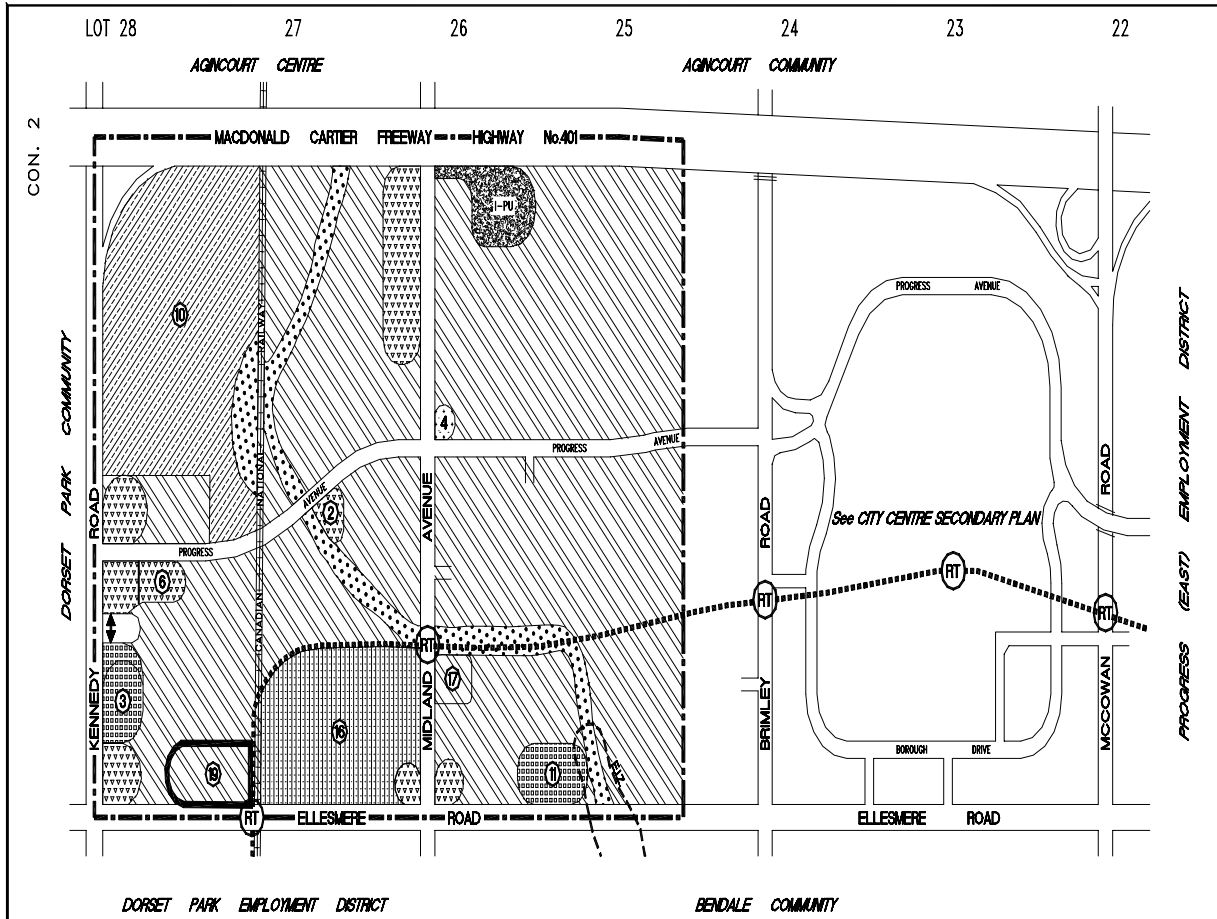 LOT 28 27 26 25 24 23 22
AGINCOURT CENTRE
AGINCOURT COMMUNITY
CON. 2
MACDONALD CARTIER FREEWAY HIGHWAY No.401
I-PU
PROGRESS AVENUE
10
RAILWAY
NATIONAL
CANADIAN
DORSET PARK COMMUNITY
PROGRESS (EAST) EMPLOYMENT DISTRICT
4
PROGRESS AVENUE
PROGRESS AVENUE
2
KENNEDY ROAD
MIDLAND AVENUE
BRIMLEY ROAD
MCCOWAN ROAD
See CITY CENTRE SECONDARY PLAN
6
RT
RT
RT
RT
3
17
16
19
11
BOROUGH DRIVE
RT
ELLESMERE ROAD
ELLESMERE ROAD
DORSET PARK EMPLOYMENT DISTRICT
BENDALE COMMUNITY